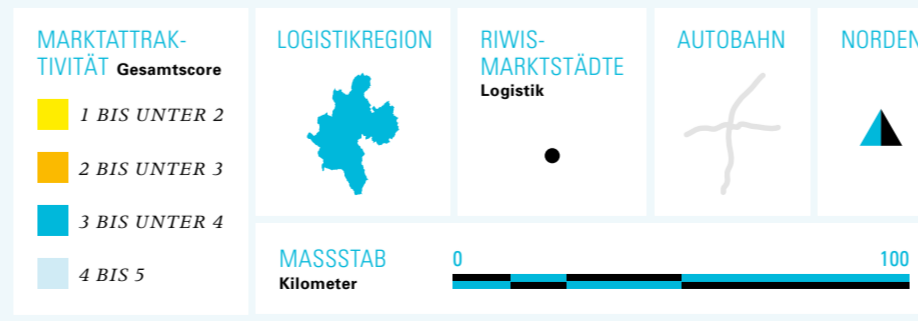 MARKTATTRAK-
TIVITÄT Gesamtscore
1 BIS UNTER 2
2 BIS UNTER 3
3 BIS UNTER 4
4 BIS 5
LOGISTIKREGION
RIWIS-
MARKTSTÄDTE
Logistik
AUTOBAHN
NORDEN
MASSSTAB
Kilometer
0
100